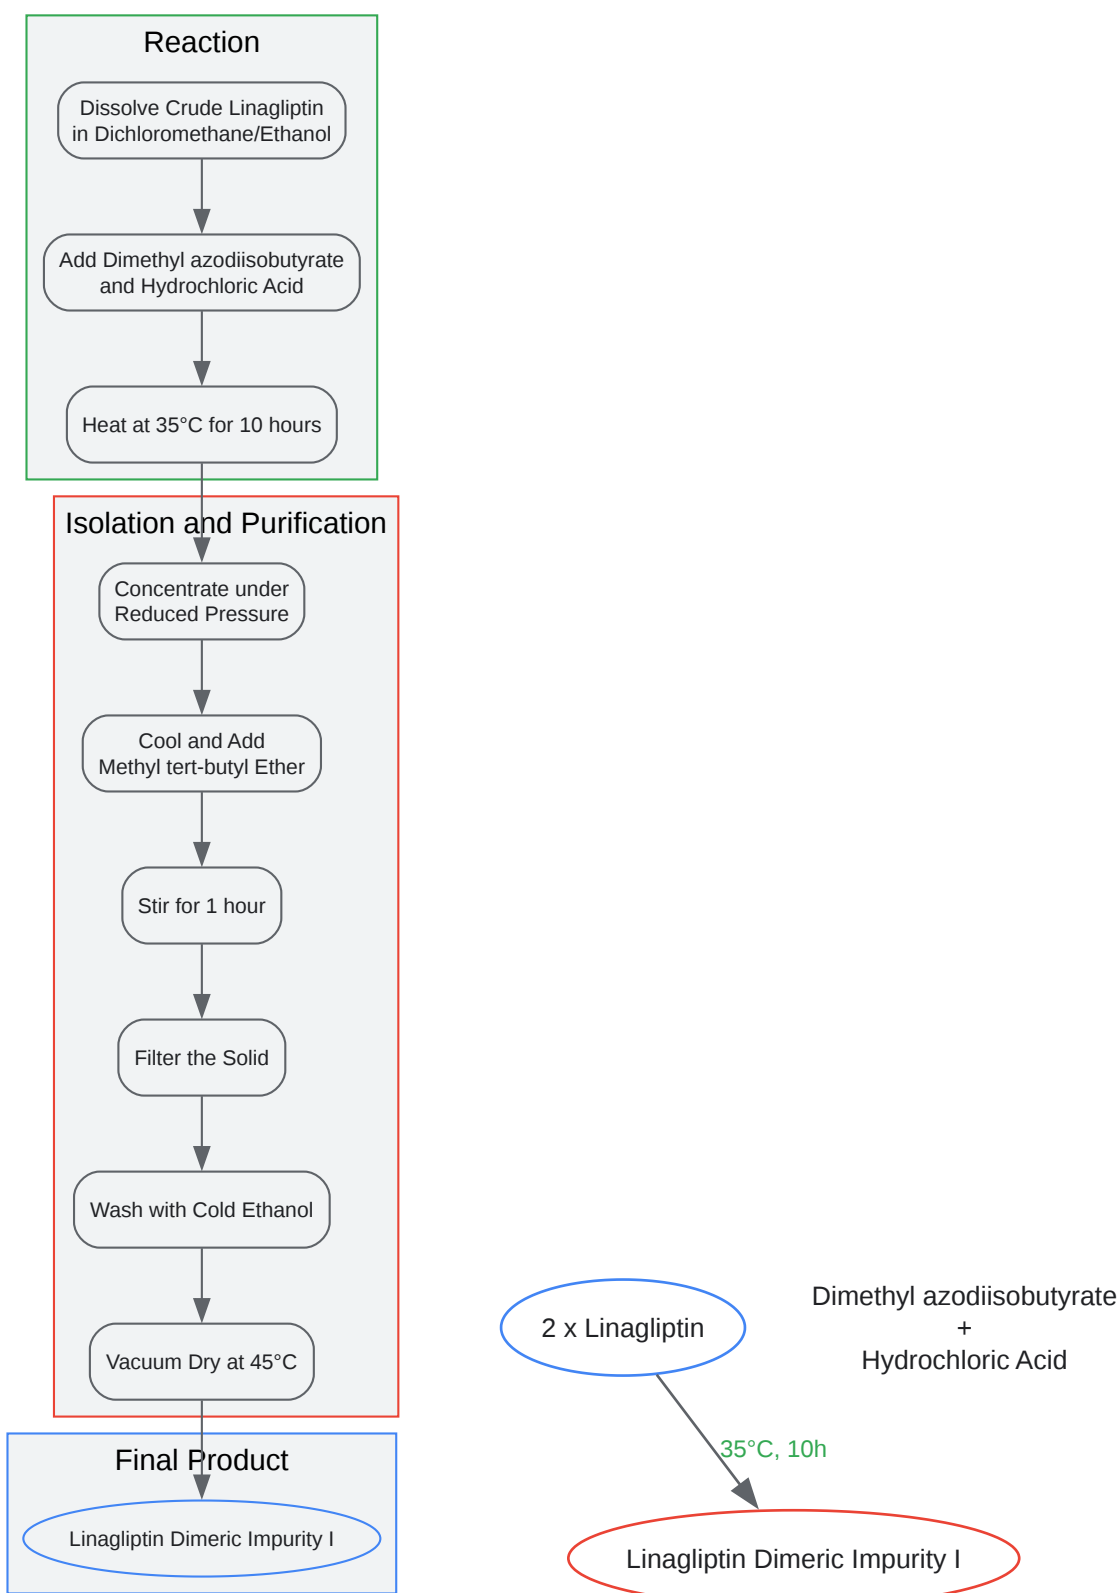 Reaction
Dissolve Crude Linagliptin
in Dichloromethane/Ethanol
Add Dimethyl azodiisobutyrate
and Hydrochloric Acid
Heat at 35°C for 10 hours
Isolation and Purification
Concentrate under
Reduced Pressure
Cool and Add
Methyl tert-butyl Ether
Stir for 1 hour
Filter the Solid
Wash with Cold Ethanol
Vacuum Dry at 45°C
Final Product
Linagliptin Dimeric Impurity I
2 x Linagliptin
Dimethyl azodiisobutyrate
+
Hydrochloric Acid
35°C, 10h
Linagliptin Dimeric Impurity I